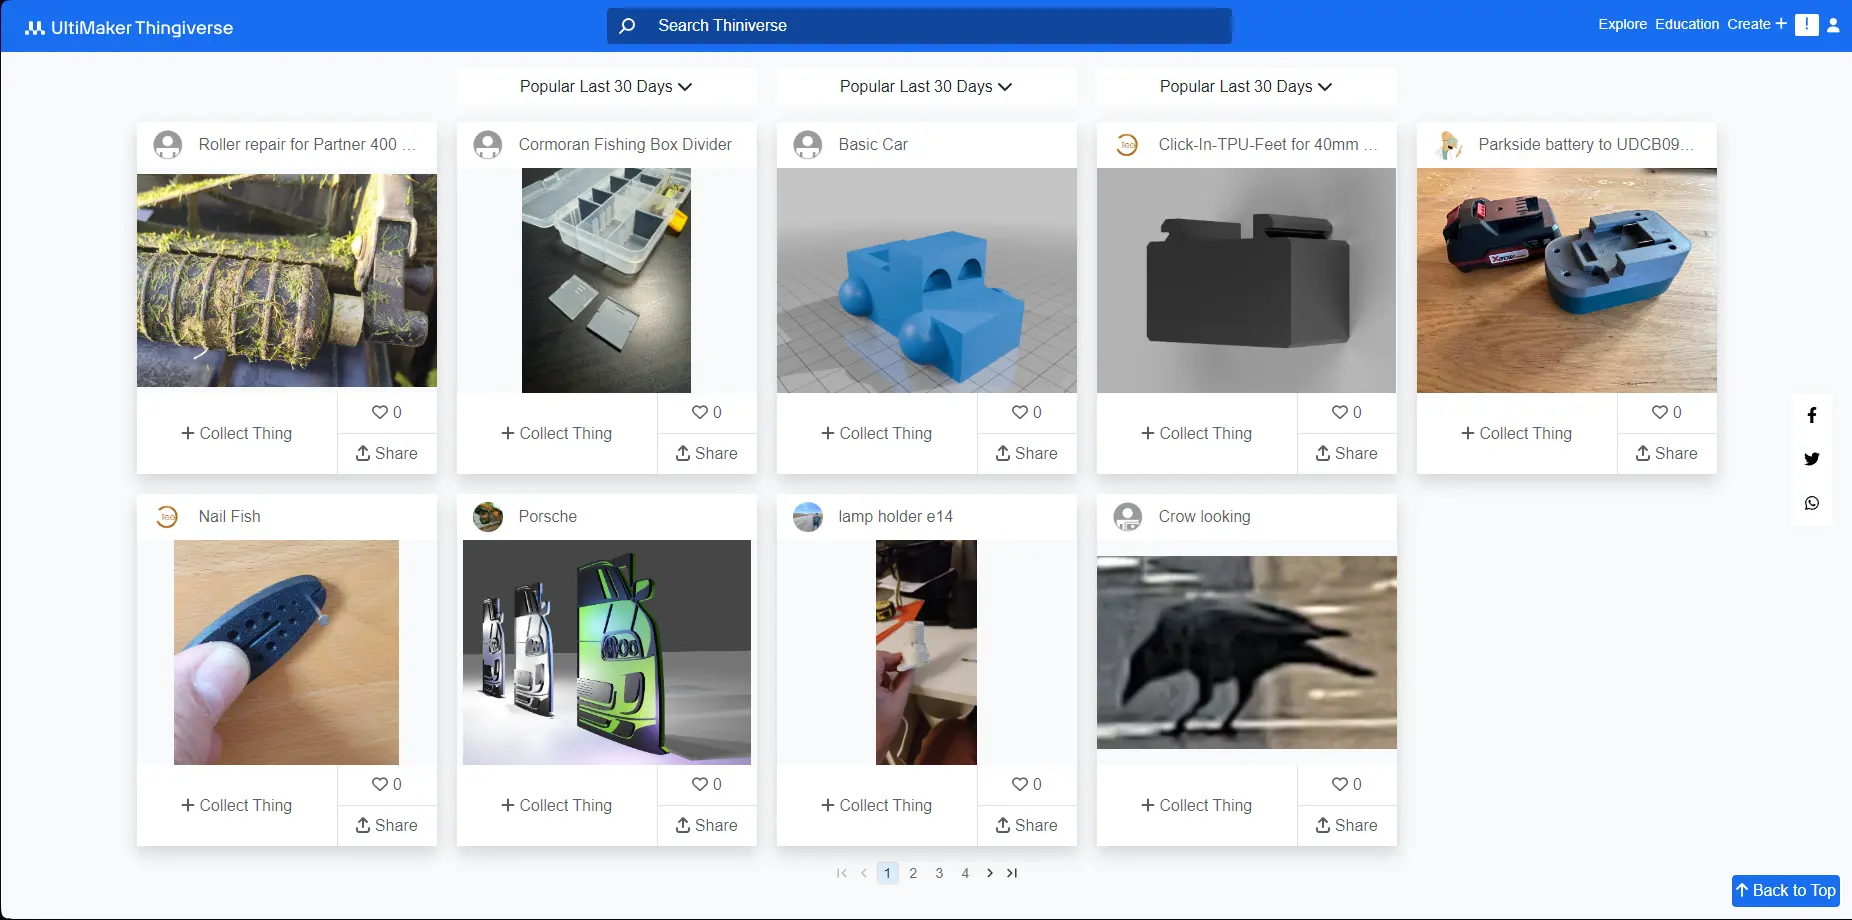 UltiMaker Thingiverse
Search Thiniverse
Explore Education Create + !
Popular Last 30 Days
Popular Last 30 Days
Popular Last 30 Days
Roller repair for Partner 400 ...
Cormoran Fishing Box Divider
Basic Car
Tee
Click-In-TPU-Feet for 40mm ...
Parkside battery to UDCB09...
+ Collect Thing
0
Share
+ Collect Thing
0
Share
+ Collect Thing
0
Share
+ Collect Thing
0
Share
+ Collect Thing
0
Share
Tee
Nail Fish
Porsche
lamp holder e14
Crow looking
+ Collect Thing
0
Share
+ Collect Thing
0
Share
+ Collect Thing
0
Share
+ Collect Thing
0
Share
1 2 3 4
Back to Top